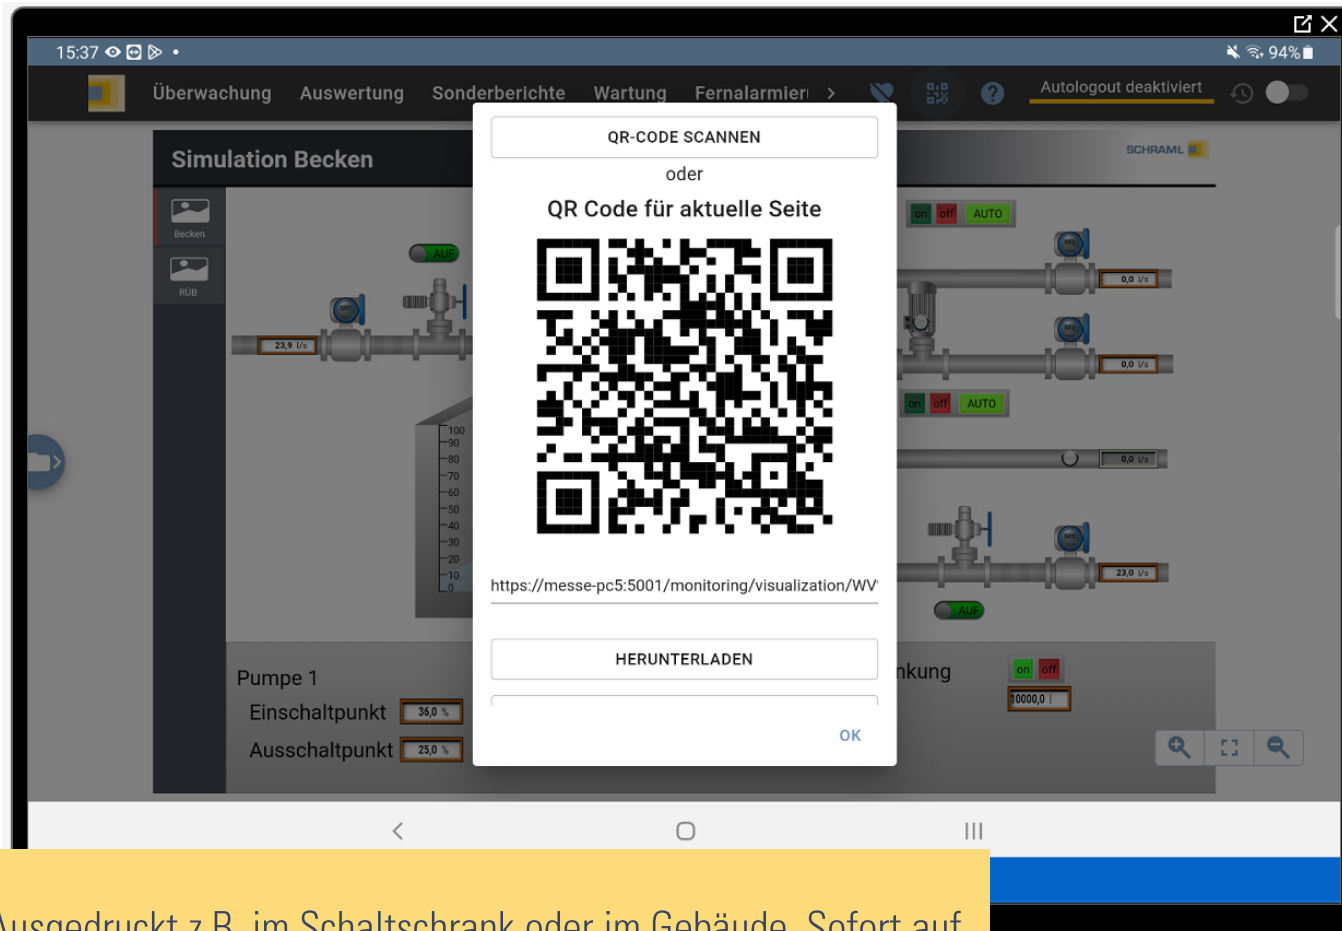 15:37
94%
Überwachung Auswertung Sonderberichte Wartung Fernalarmier
Autologout deaktiviert
Simulation Becken
SCHRAML
Becken
RÜB
AUF
23,9 l/s
100
90
80
70
60
50
40
30
20
10
0
QR-CODE SCANNEN
oder
QR Code für aktuelle Seite
https://messe-pc5:5001/monitoring/visualization/WV
HERUNTERLADEN
OK
on off AUTO
0,0 l/s
0,0 l/s
on off AUTO
0,0 l/s
23,0 l/s
AUF
Pumpe 1
Einschaltpunkt 36,0 %
Ausschaltpunkt 25,0 %
nkung
on off
10000,0 l
Ausgedruckt z.B. im Schaltschrank oder im Gebäude. Sofort auf